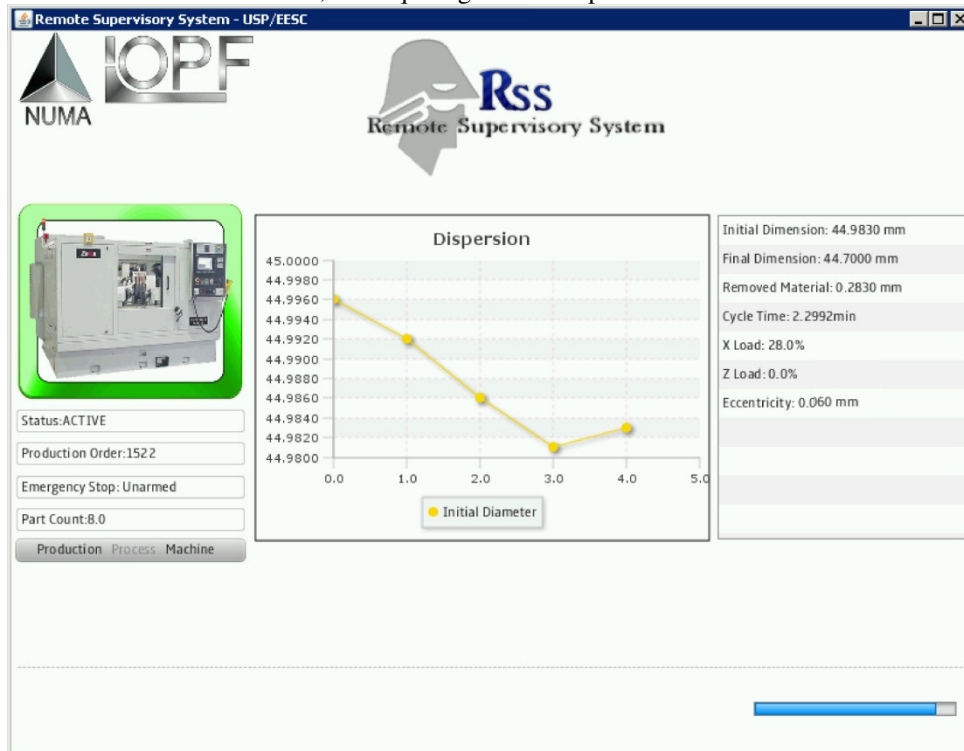 Remote Supervisory System - USP/EESC
NUMA
LOPF
Rss
Remote Supervisory System
Status:ACTIVE
Production Order:1522
Emergency Stop: Unarmed
Part Count:8.0
Production Process Machine
Dispersion
45.0000
44.9980
44.9960
44.9940
44.9920
44.9900
44.9880
44.9860
44.9840
44.9820
44.9800
0.0 1.0 2.0 3.0 4.0 5.0
Initial Diameter
Initial Dimension: 44.9830 mm
Final Dimension: 44.7000 mm
Removed Material: 0.2830 mm
Cycle Time: 2.2992min
X Load: 28.0%
Z Load: 0.0%
Eccentricity: 0.060 mm